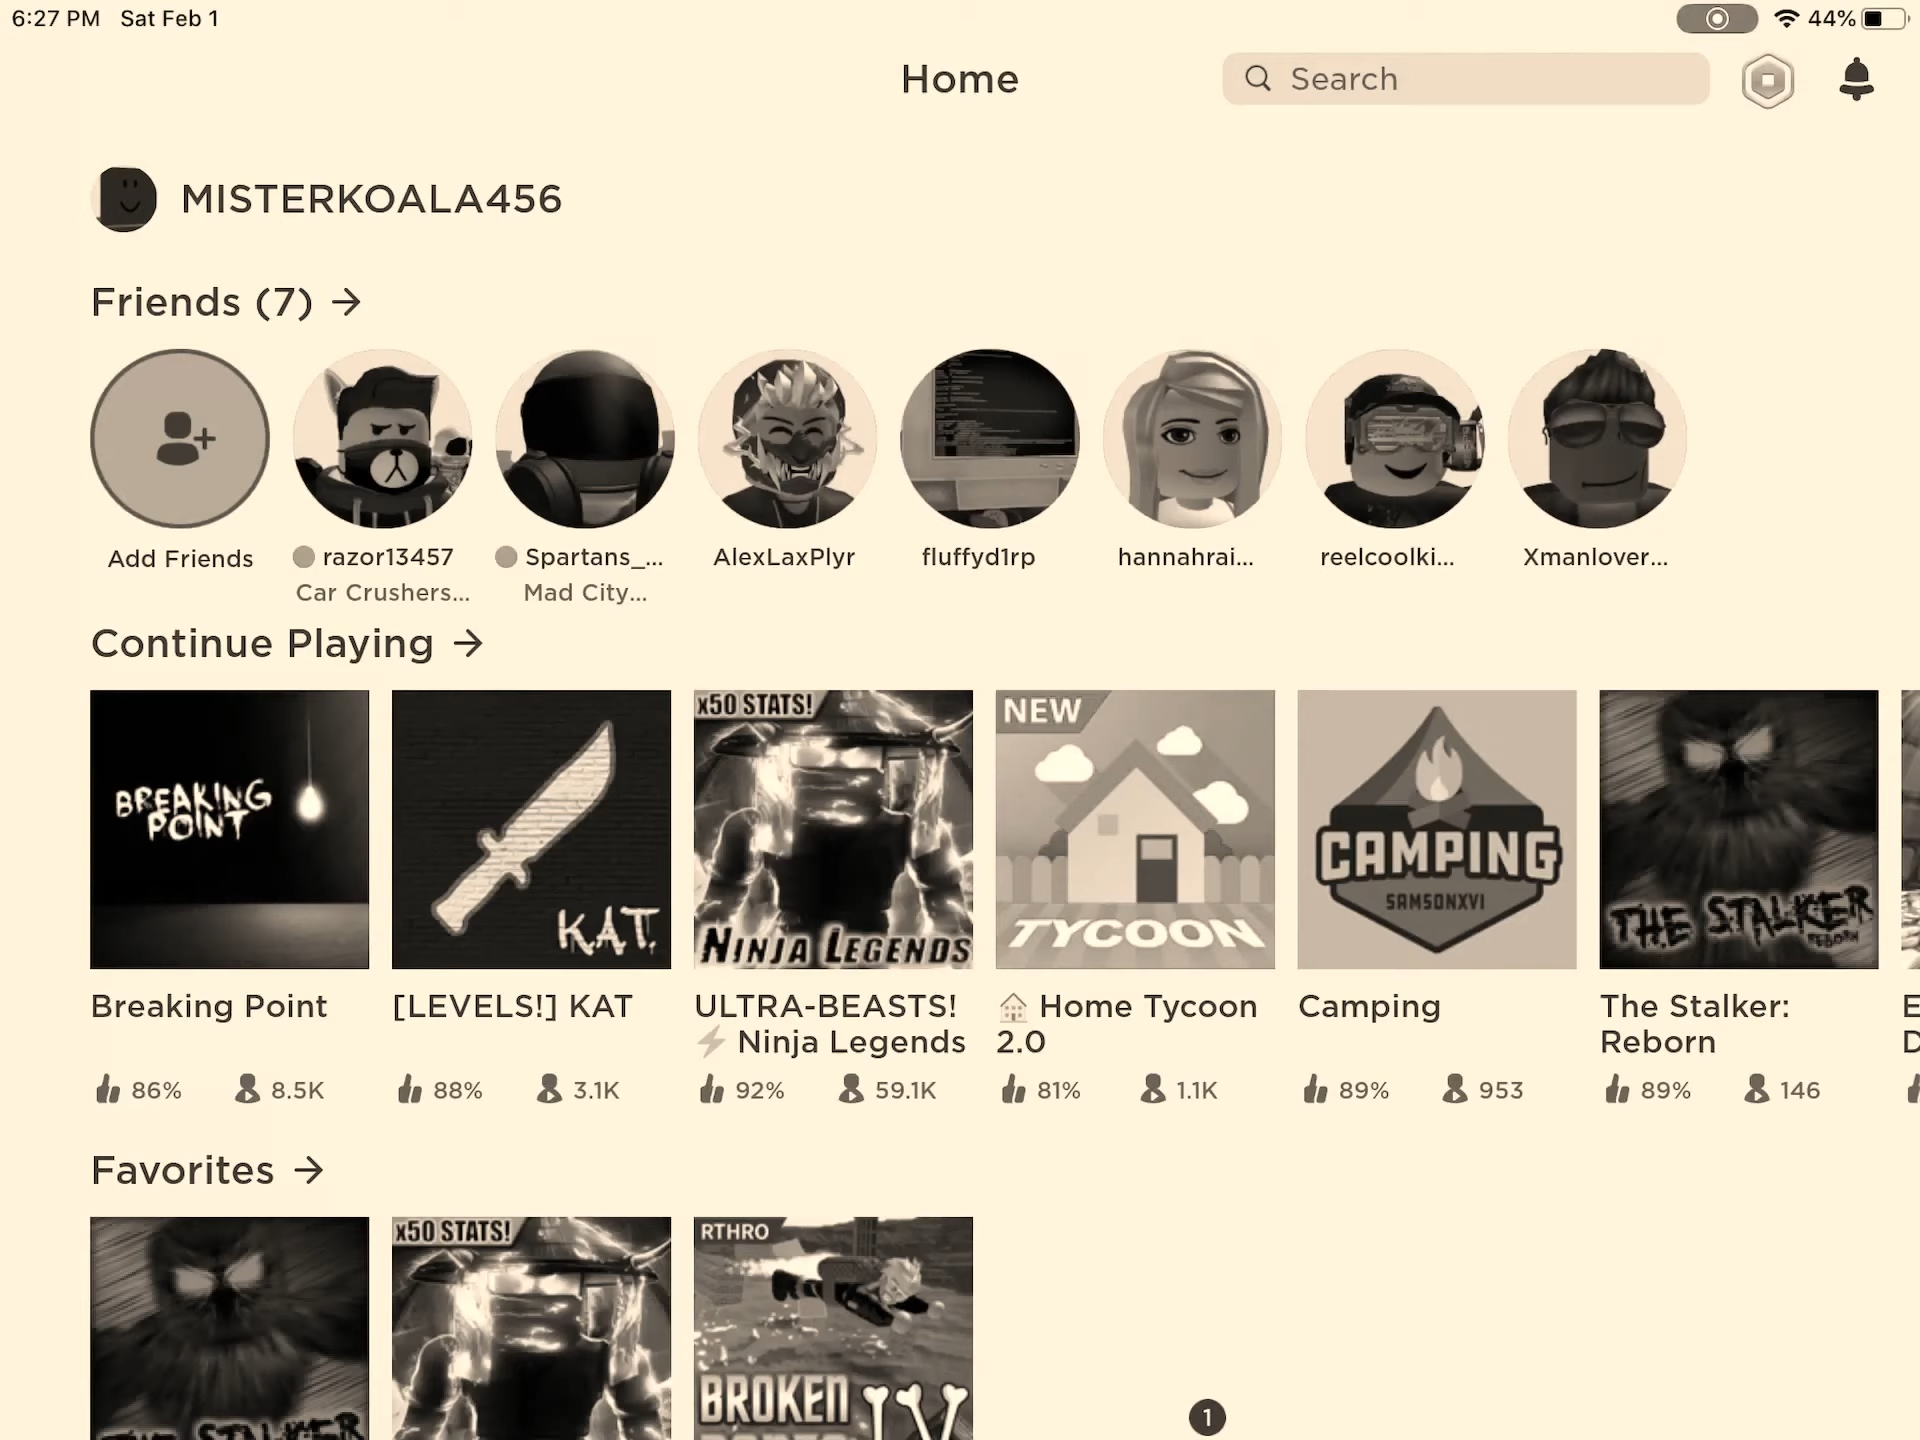 6:27 PM Sat Feb 1
44%
Home
Search
MISTERKOALA456
Friends (7)
Add Friends
razor13457
Car Crushers...
Spartans_...
Mad City...
AlexLaxPlyr
fluffyd1rp
hannahrai...
reelcoolki...
Xmanlover...
Continue Playing
BREAKING
POINT
Breaking Point
86% 8.5K
KAT
[LEVELS!] KAT
88% 3.1K
x50 STATS!
NINJA LEGENDS
ULTRA-BEASTS!
⚡ Ninja Legends
92% 59.1K
NEW
TYCOON
🏠 Home Tycoon
2.0
81% 1.1K
CAMPING
SAMSONXVI
Camping
89% 953
THE STALKER
REBORN
The Stalker:
Reborn
89% 146
E
D
Favorites
THE STALKER
x50 STATS!
RTHRO
BROKEN
IV
1